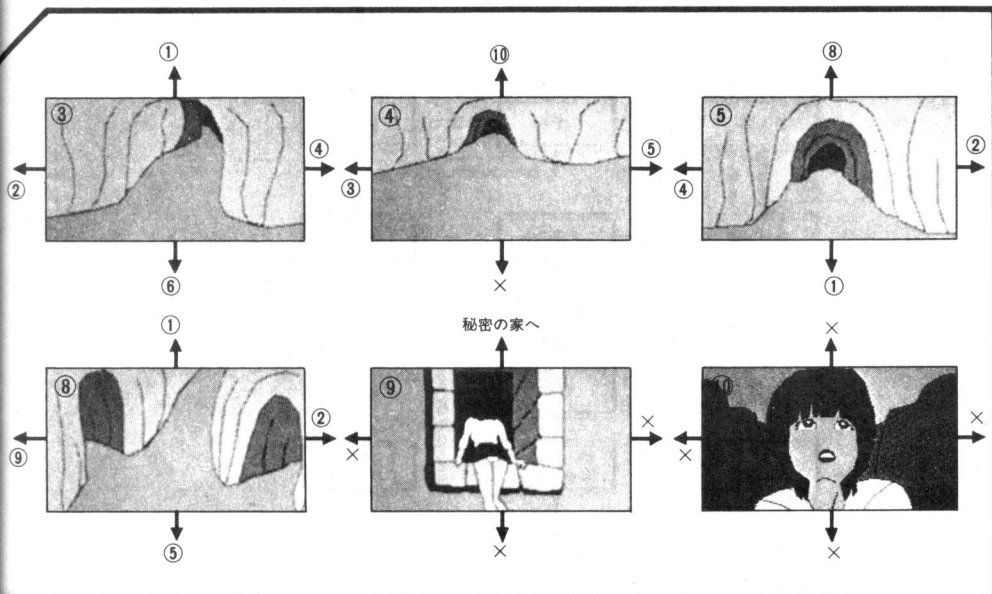 ① ⑩ ⑧
③ ④ ⑤
② ④ ③ ⑤ ④ ②
⑥ × ①
① 秘密の家へ ×
⑧ ⑨ ⑩
⑨ ② × × × ×
⑤ × ×